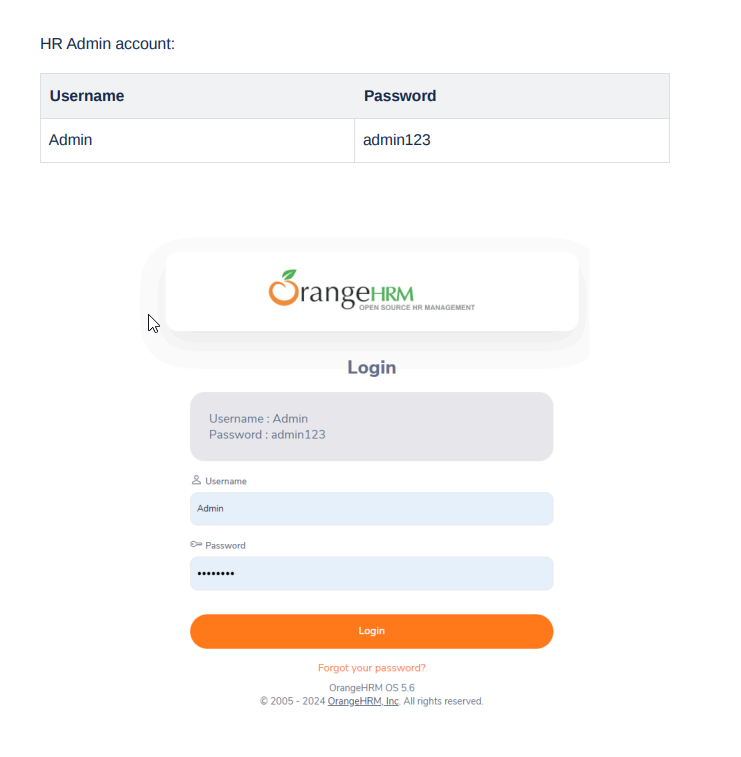 HR Admin account:
Username Password
Admin admin123
OrangeHRM
OPEN SOURCE HR MANAGEMENT
Login
Username : Admin
Password : admin123
Username
Admin
Password
••••••••
Login
Forgot your password?
OrangeHRM OS 5.6
© 2005 - 2024 OrangeHRM, Inc. All rights reserved.